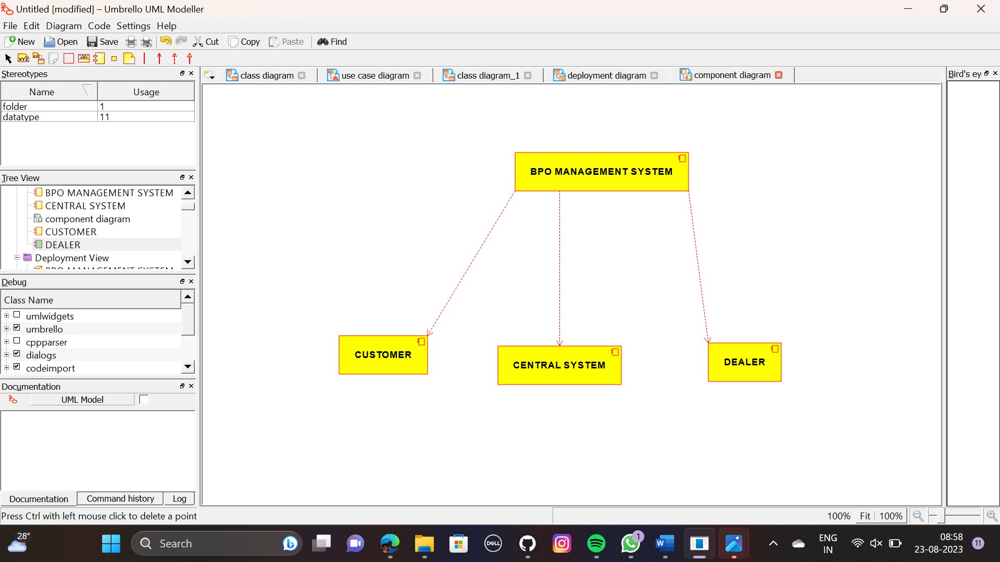 Untitled [modified] – Umbrello UML Modeller
File Edit Diagram Code Settings Help
New Open Save Cut Copy Paste Find
Stereotypes
class diagram use case diagram class diagram_1 deployment diagram component diagram
Bird's ey
Name Usage
folder 1
datatype 11
Tree View
BPO MANAGEMENT SYSTEM
CENTRAL SYSTEM
component diagram
CUSTOMER
DEALER
Deployment View
BPO MANAGEMENT SYSTEM
Debug
Class Name
umlwidgets
umbrello
cppparser
dialogs
codeimport
Documentation
UML Model
Documentation Command history Log
BPO MANAGEMENT SYSTEM
CUSTOMER
CENTRAL SYSTEM
DEALER
Press Ctrl with left mouse click to delete a point
100% Fit 100%
28°
Search
DELL
1
W
ENG
IN
08:58
23-08-2023
11